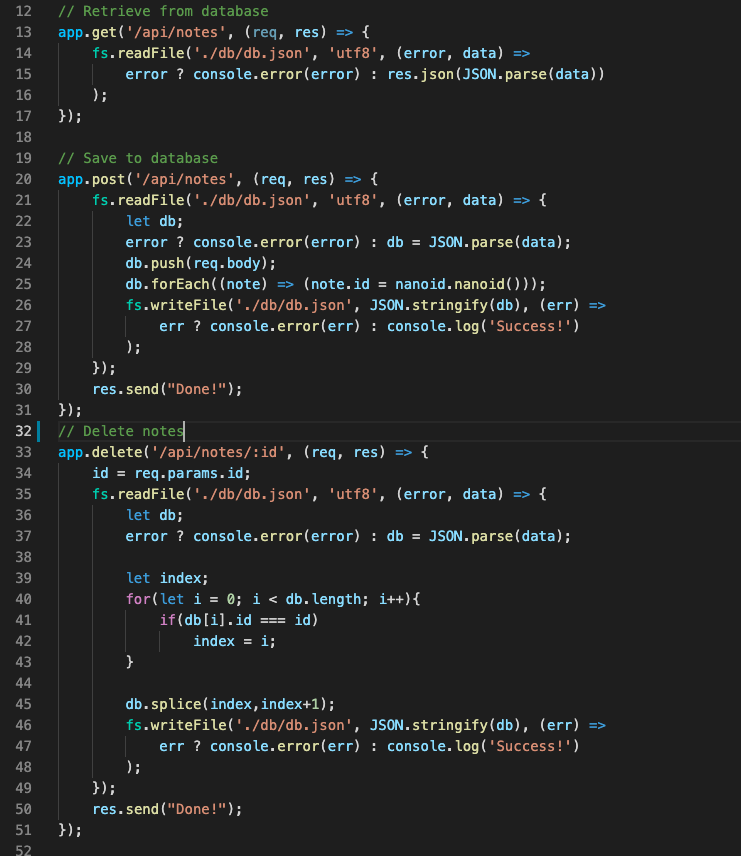 12 // Retrieve from database
13 app.get('/api/notes', (req, res) => {
14     fs.readFile('./db/db.json', 'utf8', (error, data) =>
15         error ? console.error(error) : res.json(JSON.parse(data))
16     );
17 });
18
19 // Save to database
20 app.post('/api/notes', (req, res) => {
21     fs.readFile('./db/db.json', 'utf8', (error, data) => {
22         let db;
23         error ? console.error(error) : db = JSON.parse(data);
24         db.push(req.body);
25         db.forEach((note) => (note.id = nanoid.nanoid()));
26         fs.writeFile('./db/db.json', JSON.stringify(db), (err) =>
27             err ? console.error(err) : console.log('Success!')
28         );
29     });
30     res.send("Done!");
31 });
32 // Delete notes
33 app.delete('/api/notes/:id', (req, res) => {
34     id = req.params.id;
35     fs.readFile('./db/db.json', 'utf8', (error, data) => {
36         let db;
37         error ? console.error(error) : db = JSON.parse(data);
38
39         let index;
40         for(let i = 0; i < db.length; i++){
41             if(db[i].id === id)
42                 index = i;
43         }
44
45         db.splice(index,index+1);
46         fs.writeFile('./db/db.json', JSON.stringify(db), (err) =>
47             err ? console.error(err) : console.log('Success!')
48         );
49     });
50     res.send("Done!");
51 });
52